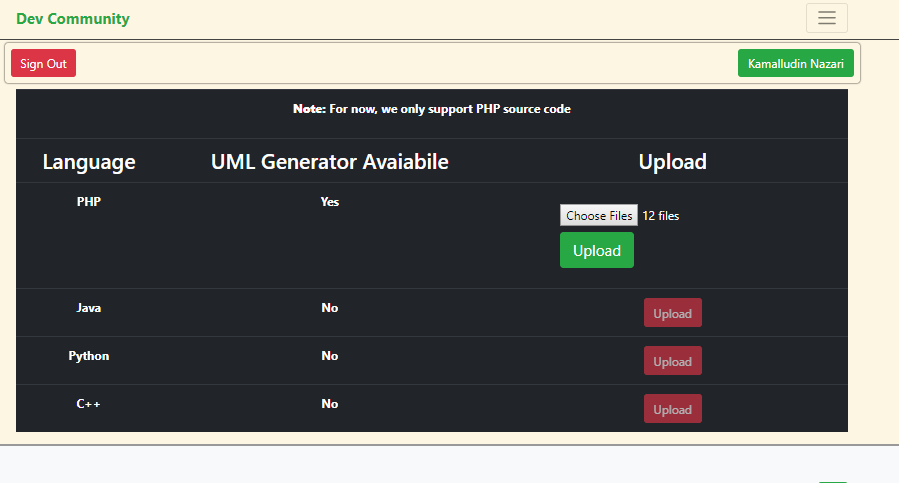 Dev Community
Sign Out
Kamalludin Nazari
Note: For now, we only support PHP source code
Language UML Generator Avaiabile Upload
PHP Yes
Choose Files 12 files
Upload
Java No Upload
Python No Upload
C++ No Upload